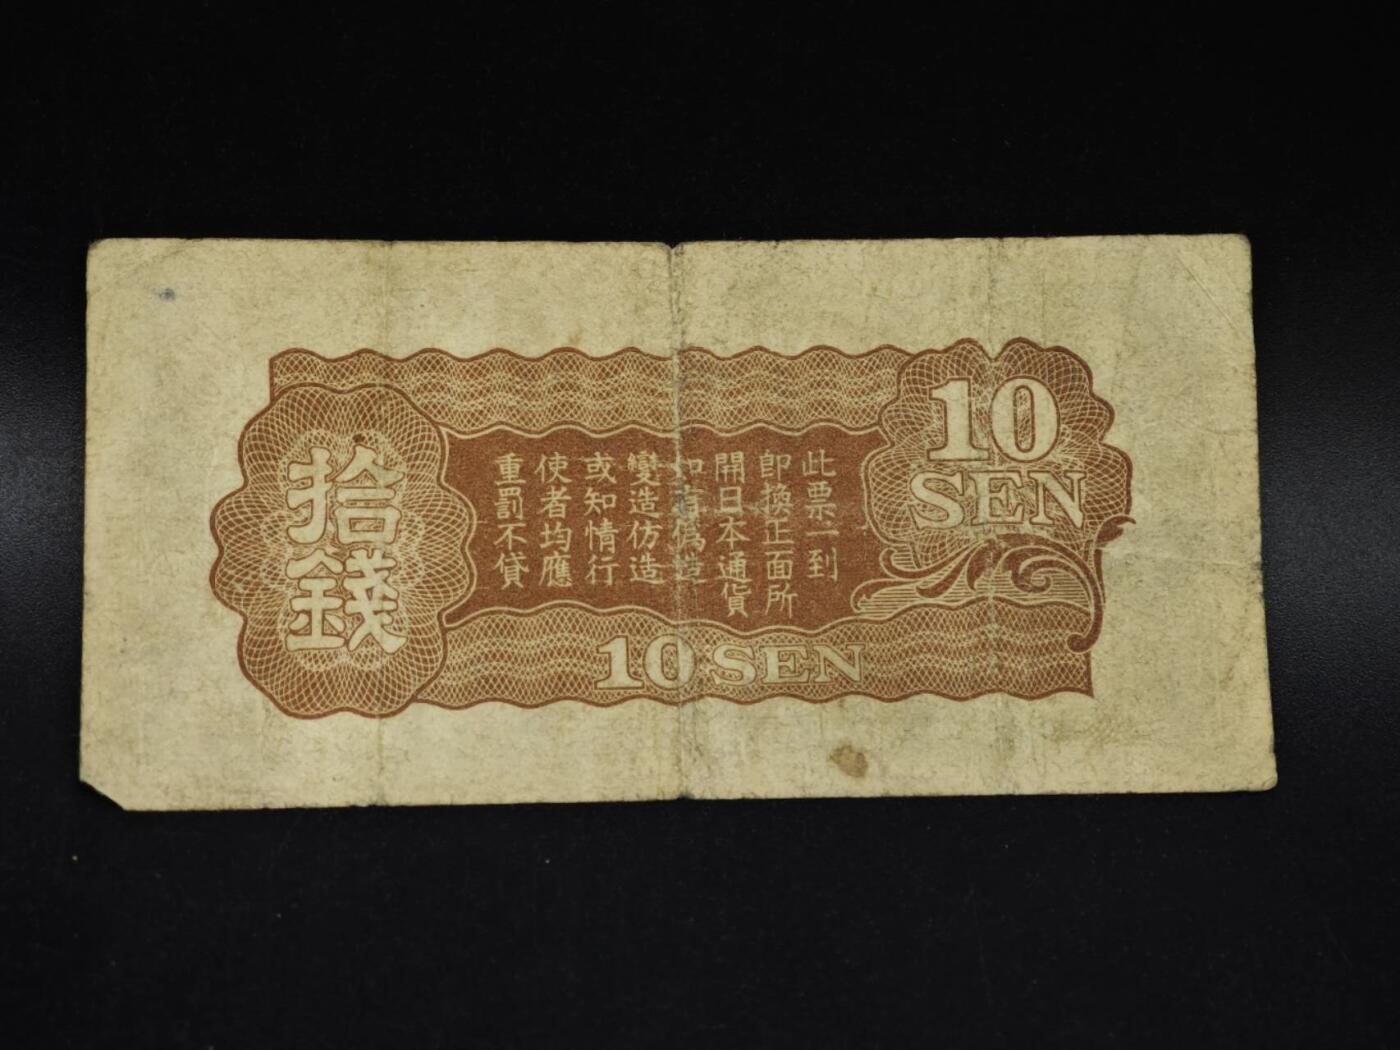 10
SEN
此票一到
即換正面所
開日本通貨
如有偽造
變造仿造
或知情行
使者均應
重罰不貸
拾錢
10 SEN